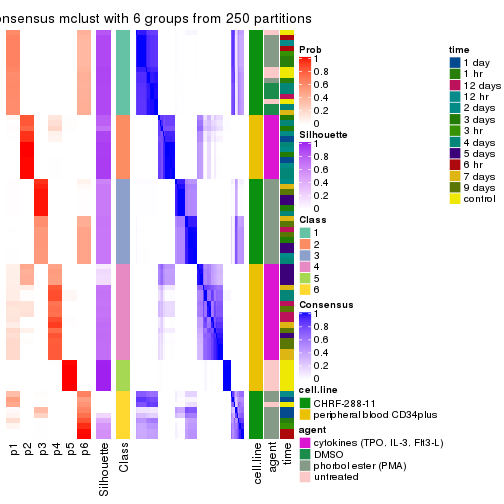 onsensus mclust with 6 groups from 250 partitions
Prob
1
0.8
0.6
0.4
0.2
0
Silhouette
1
0.8
0.6
0.4
0.2
0
Class
1
2
3
4
5
6
Consensus
1
0.8
0.6
0.4
0.2
0
cell.line
CHRF-288-11
peripheral blood CD34plus
agent
cytokines (TPO, IL-3, Flt3-L)
DMSO
phorbol ester (PMA)
untreated
time
1 day
1 hr
12 days
12 hr
2 days
3 days
3 hr
4 days
5 days
6 hr
7 days
9 days
control
p1
p2
p3
p4
p5
p6
Silhouette
Class
cell.line
agent
time